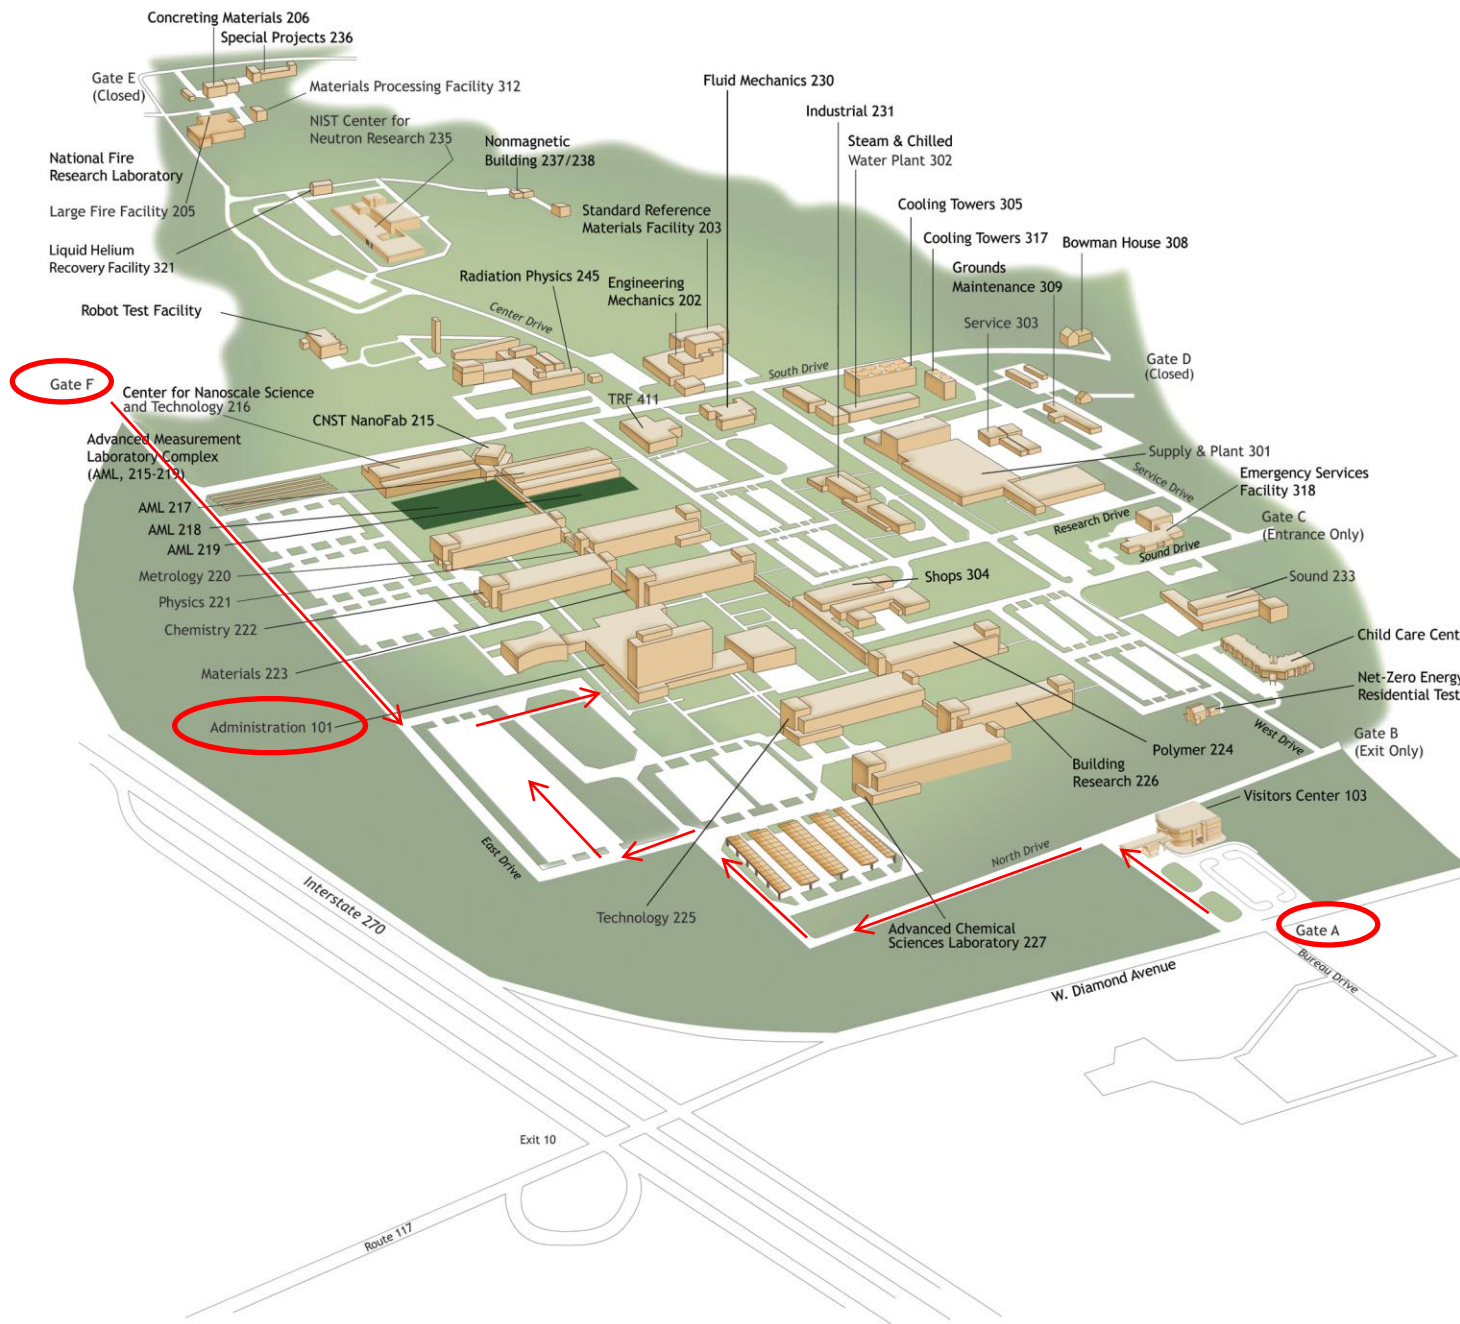 Concreting Materials 206
Special Projects 236
Gate E
(Closed)
Materials Processing Facility 312
NIST Center for
Neutron Research 235
Nonmagnetic
Building 237/238
Fluid Mechanics 230
Industrial 231
Steam & Chilled
Water Plant 302
National Fire
Research Laboratory
Large Fire Facility 205
Standard Reference
Materials Facility 203
Cooling Towers 305
Cooling Towers 317
Bowman House 308
Liquid Helium
Recovery Facility 321
Radiation Physics 245
Engineering
Mechanics 202
Grounds
Maintenance 309
Robot Test Facility
Center Drive
Service 303
Gate D
(Closed)
South Drive
Gate F
Center for Nanoscale Science
and Technology 216
CNST NanoFab 215
TRF 411
Advanced Measurement
Laboratory Complex
(AML, 215-219)
Supply & Plant 301
Service Drive
Emergency Services
Facility 318
AML 217
AML 218
AML 219
Research Drive
Gate C
(Entrance Only)
Sound Drive
Metrology 220
Physics 221
Chemistry 222
Shops 304
Sound 233
Child Care Cent
Materials 223
Net-Zero Energy
Residential Test
Administration 101
West Drive
Gate B
(Exit Only)
Polymer 224
Building
Research 226
Visitors Center 103
East Drive
North Drive
Interstate 270
Technology 225
Advanced Chemical
Sciences Laboratory 227
Gate A
Bureau Drive
W. Diamond Avenue
Exit 10
Route 117